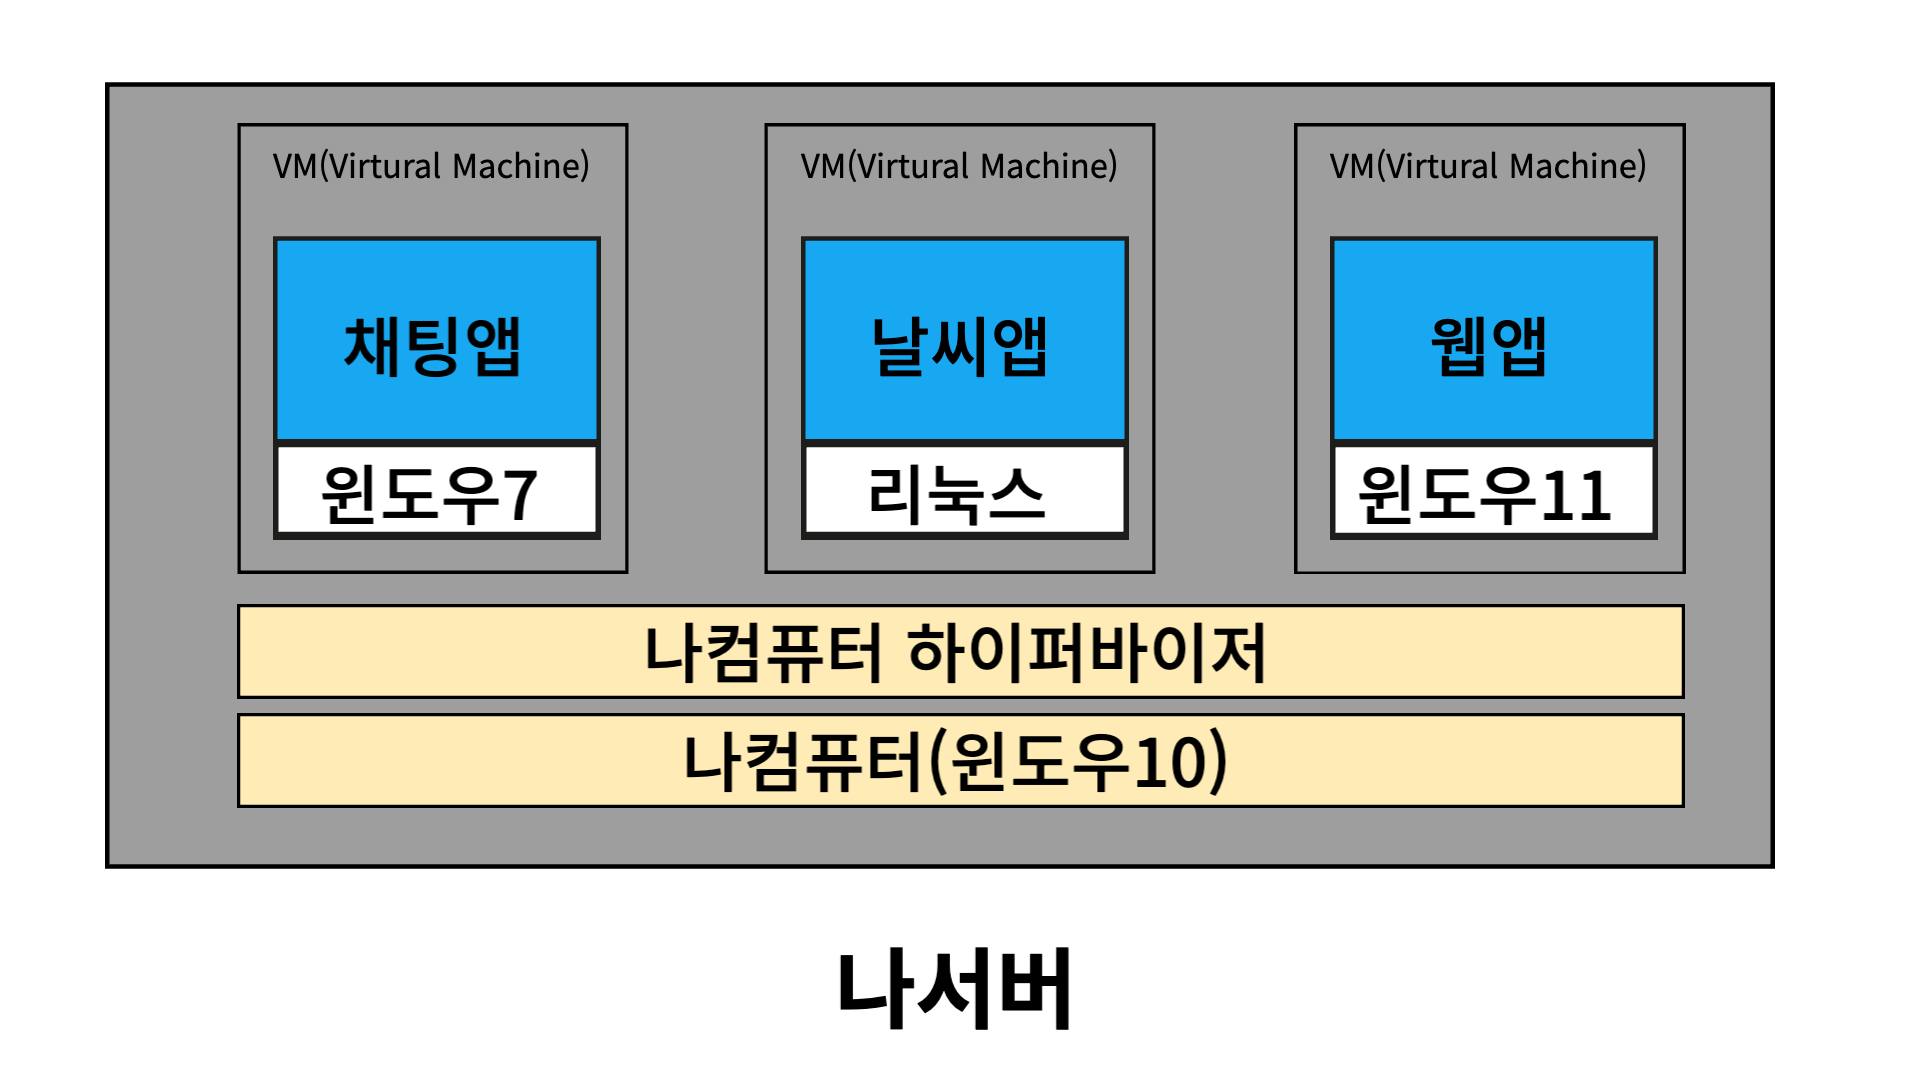 VM(Virtural Machine)
VM(Virtural Machine)
VM(Virtural Machine)
채팅앱
날씨앱
웹앱
윈도우7
리눅스
윈도우11
나컴퓨터 하이퍼바이저
나컴퓨터(윈도우10)
나서버